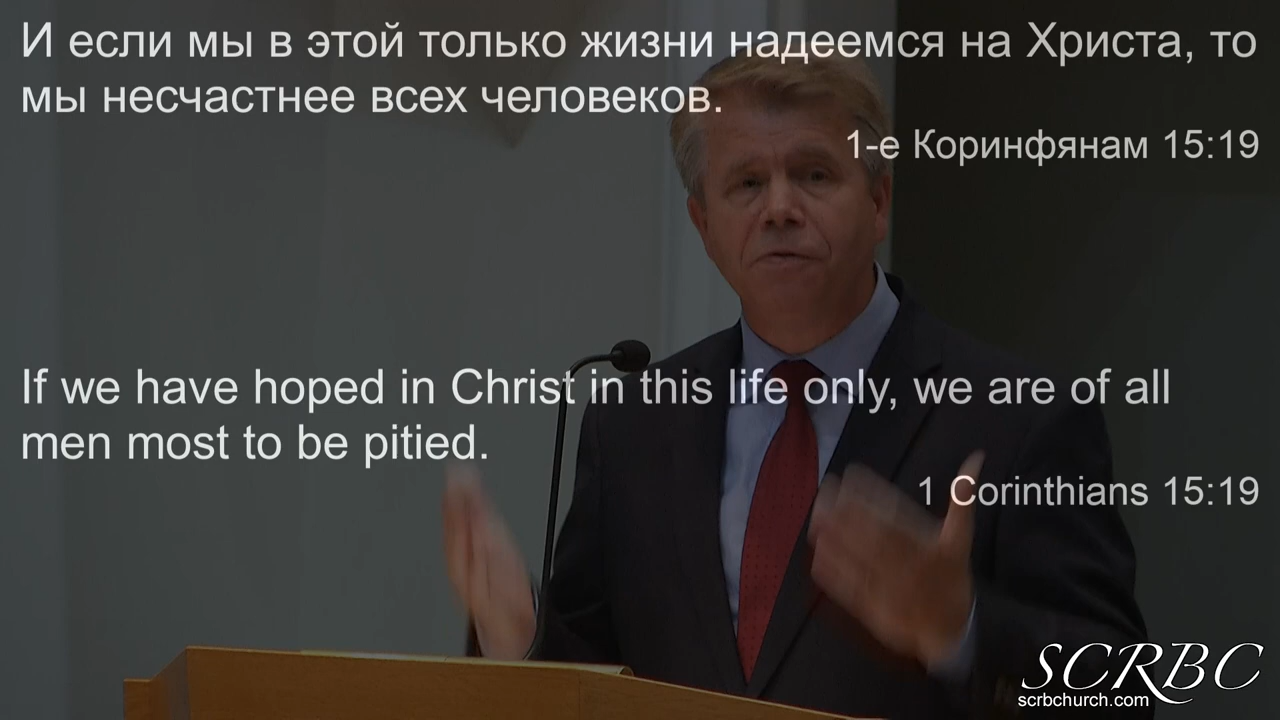 И если мы в этой только жизни надеемся на Христа, то
мы несчастнее всех человеков.
1-е Коринфянам 15:19
If we have hoped in Christ in this life only, we are of all
men most to be pitied.
1 Corinthians 15:19
SCRBC
scrbchurch.com